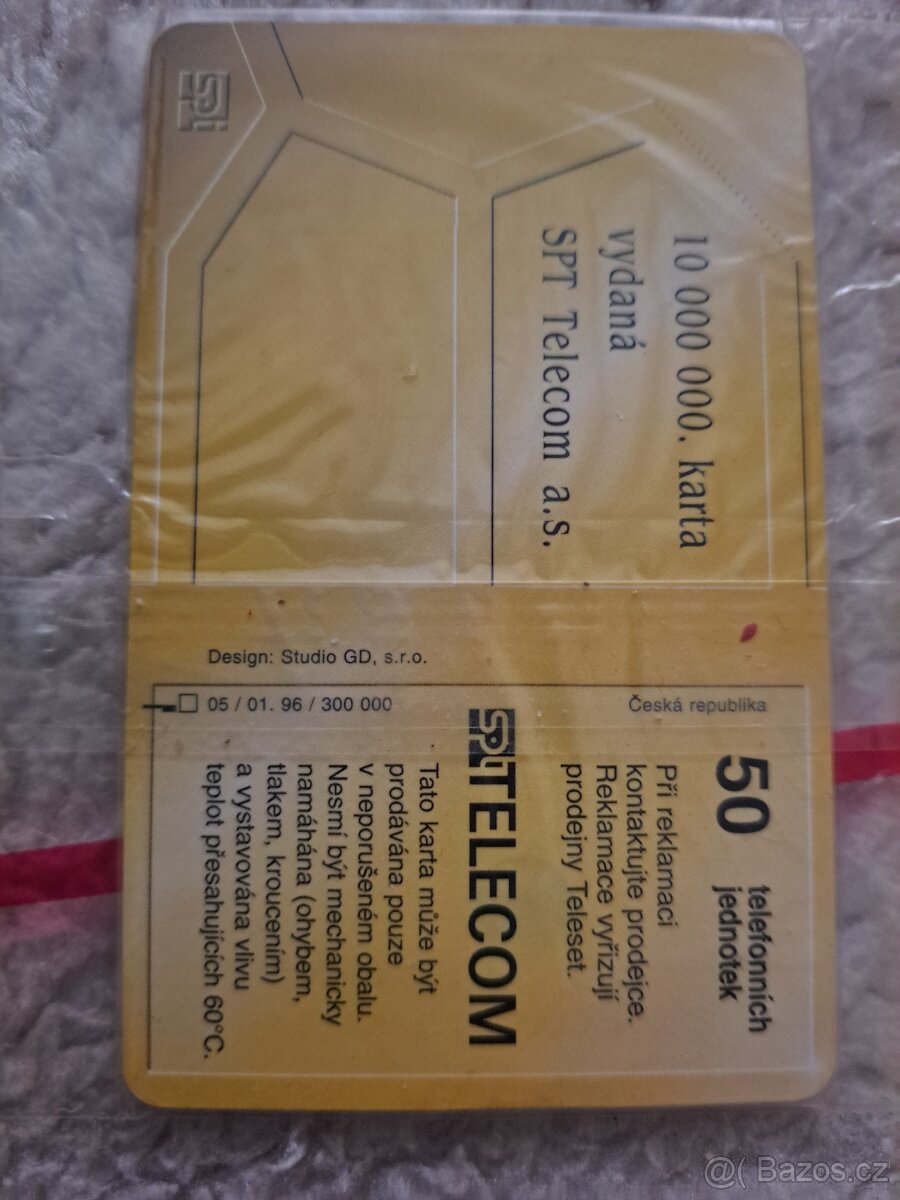 SPT
10 000 000. karta
vydaná
SPT Telecom a.s.
Design: Studio GD, s.r.o.
Česká republika
50 telefonních
jednotek
Při reklamaci
kontaktujte prodejce.
Reklamace vyřizují
prodejny Teleset.
SPT TELECOM
Tato karta může být
prodávána pouze
v neporušeném obalu.
Nesmí být mechanicky
namáhána (ohybem,
tlakem, kroucením)
a vystavována vlivu
teplot přesahujících 60°C.
05 / 01. 96 / 300 000
@( Bazos.cz